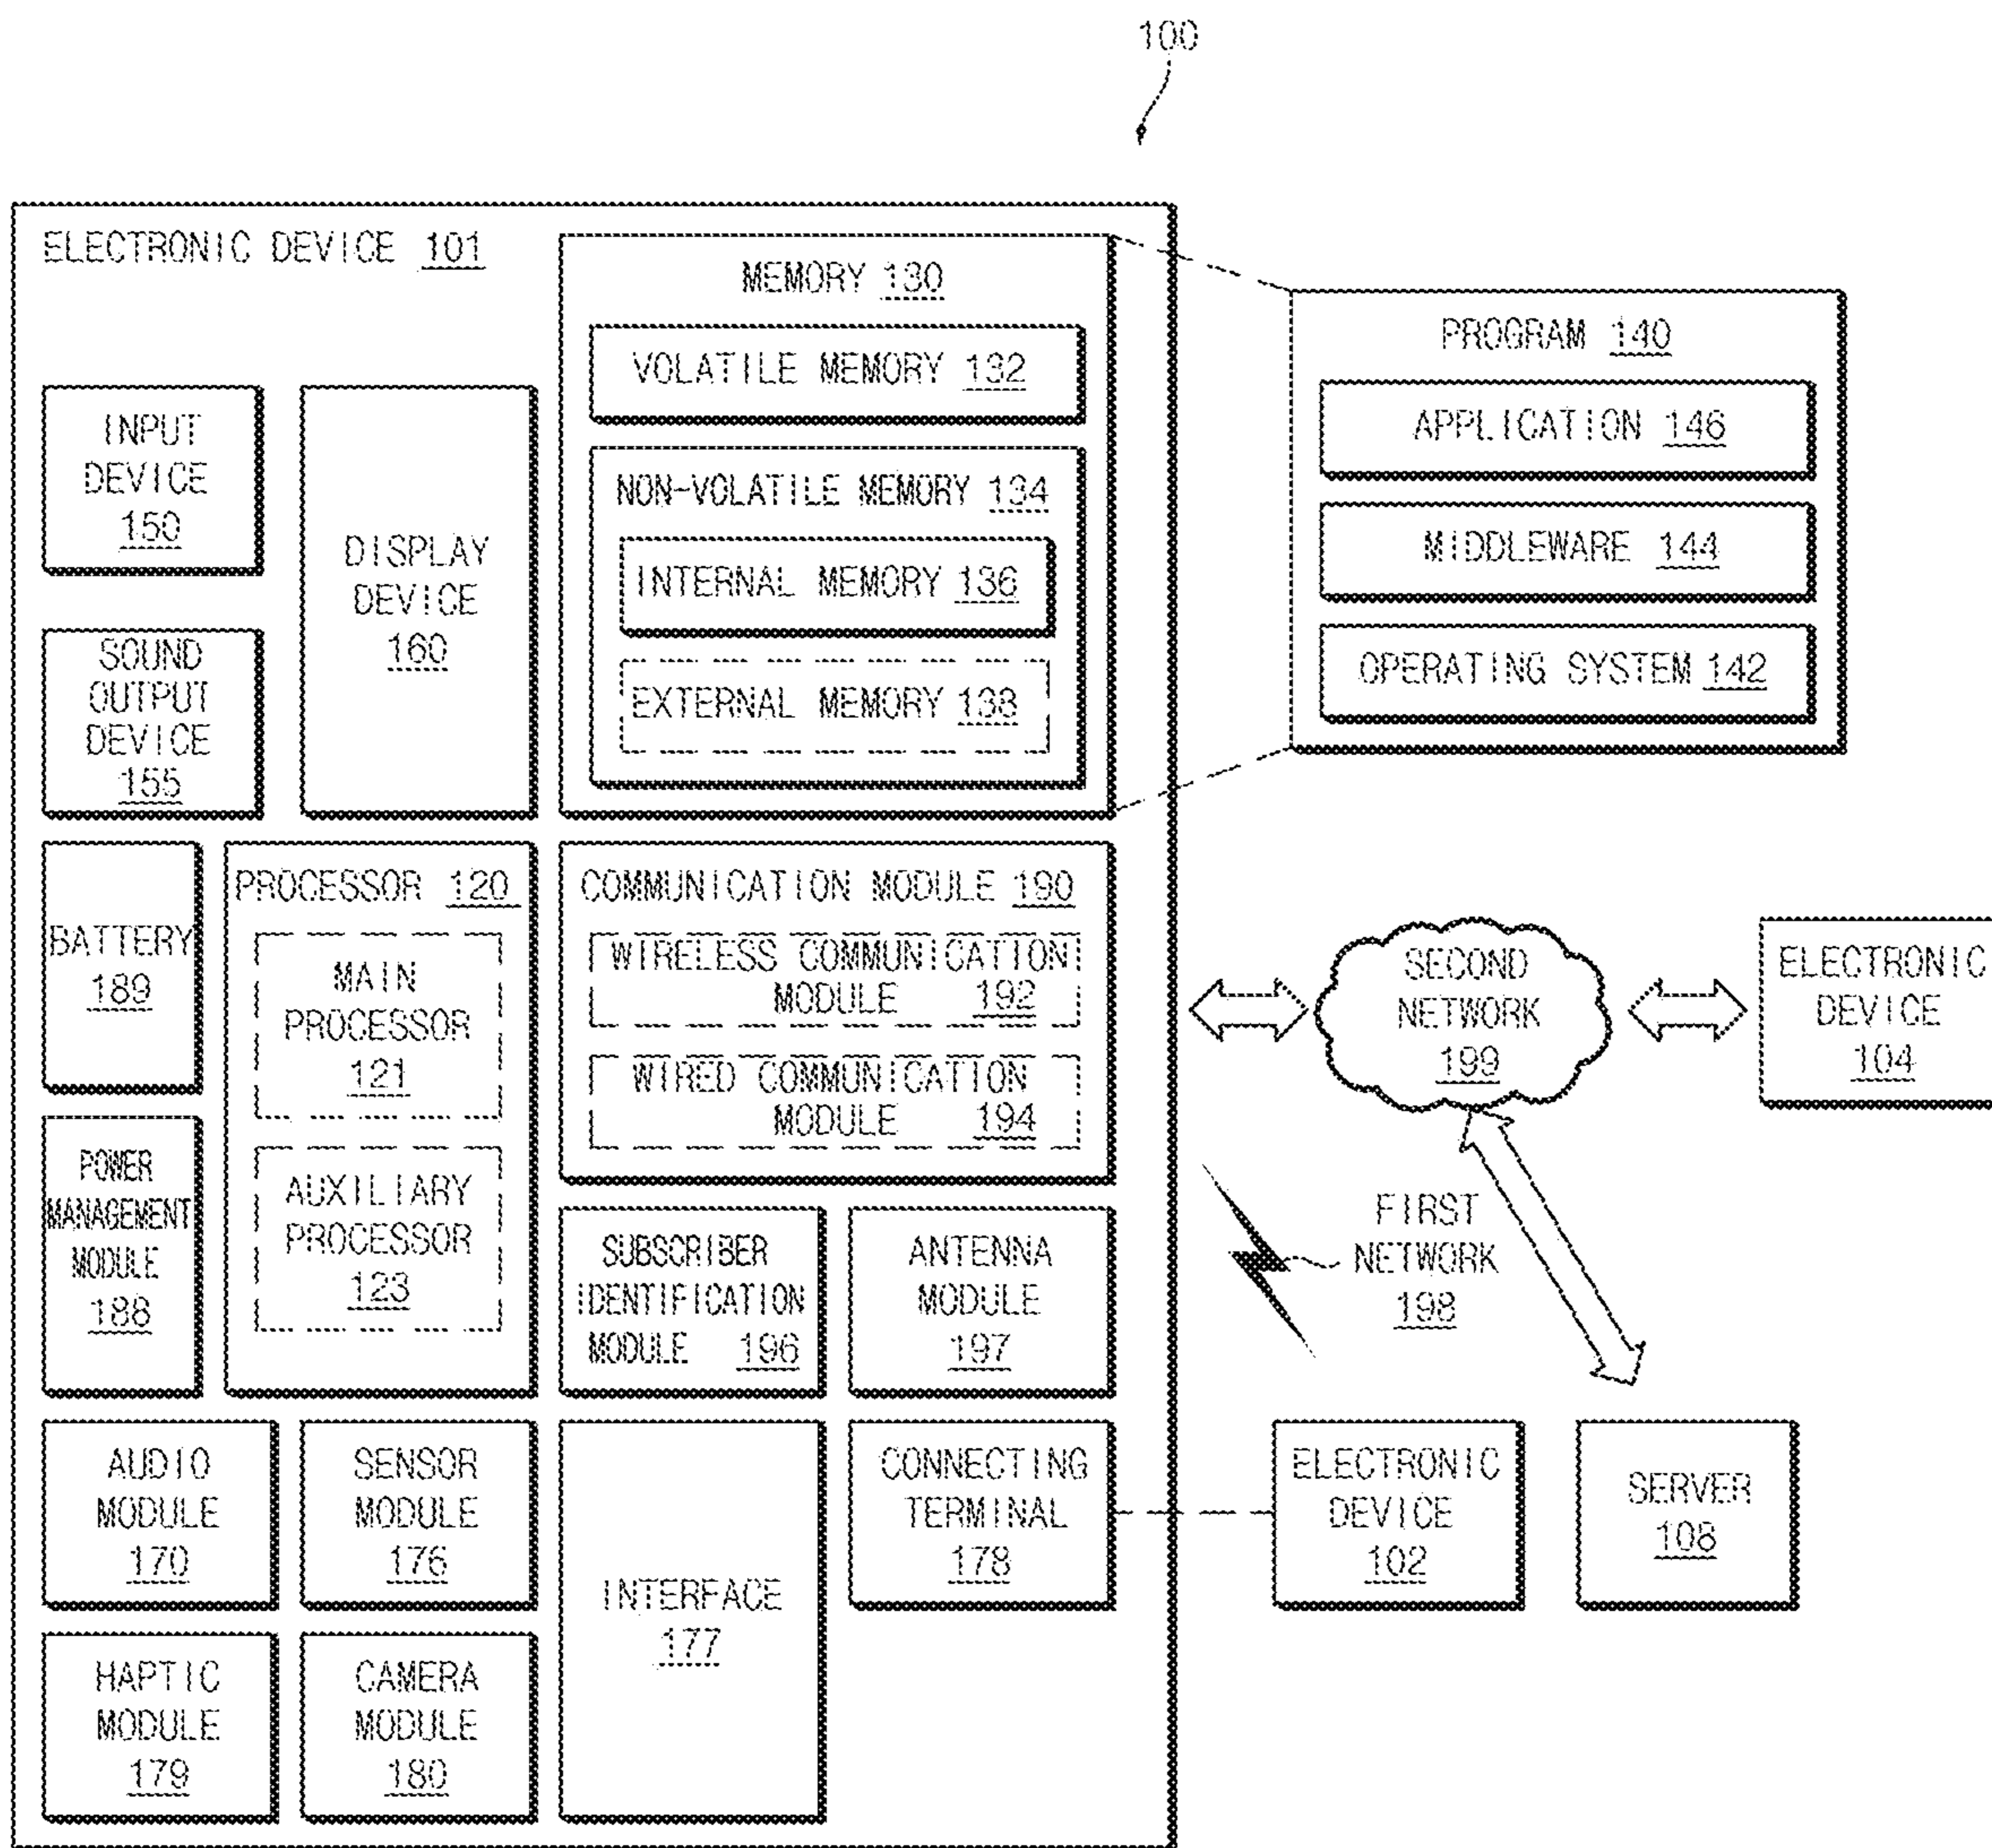 100
ELECTRONIC DEVICE 101
MEMORY 130
VOLATILE MEMORY 132
NON-VOLATILE MEMORY 134
INTERNAL MEMORY 136
EXTERNAL MEMORY 138
PROGRAM 140
APPLICATION 146
MIDDLEWARE 144
OPERATING SYSTEM 142
INPUT
DEVICE
150
SOUND
OUTPUT
DEVICE
155
DISPLAY
DEVICE
160
BATTERY
189
POWER
MANAGEMENT
MODULE
188
PROCESSOR 120
MAIN
PROCESSOR
121
AUXILIARY
PROCESSOR
123
COMMUNICATION MODULE 190
WIRELESS COMMUNICATION
MODULE 192
WIRED COMMUNICATION
MODULE 194
SUBSCRIBER
IDENTIFICATION
MODULE 196
ANTENNA
MODULE
197
SECOND
NETWORK
199
ELECTRONIC
DEVICE
104
FIRST
NETWORK
198
AUDIO
MODULE
170
SENSOR
MODULE
176
INTERFACE
177
CONNECTING
TERMINAL
178
ELECTRONIC
DEVICE
102
SERVER
108
HAPTIC
MODULE
179
CAMERA
MODULE
180